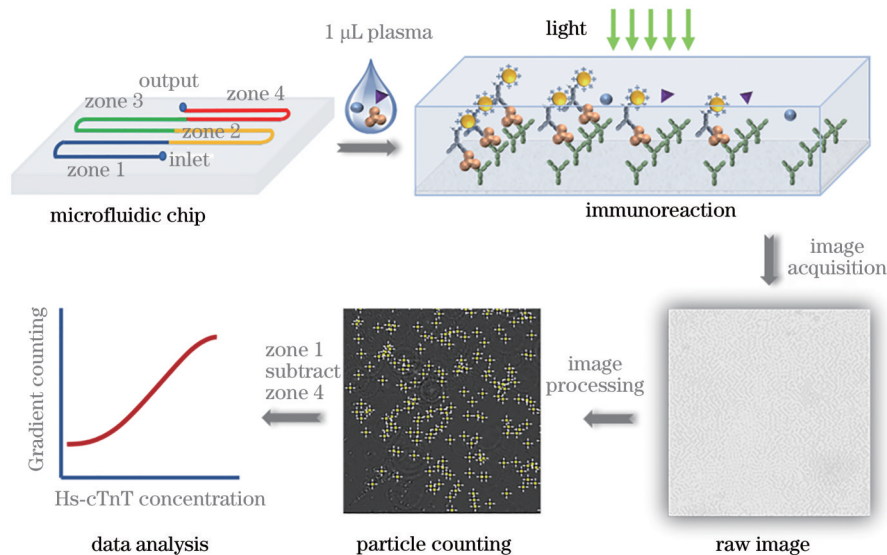 1 μL plasma
light
output
zone 3
zone 4
zone 2
zone 1
inlet
microfluidic chip
immunoreaction
image
acquisition
Gradient counting
Hs-cTnT concentration
zone 1
subtract
zone 4
image
processing
data analysis
particle counting
raw image